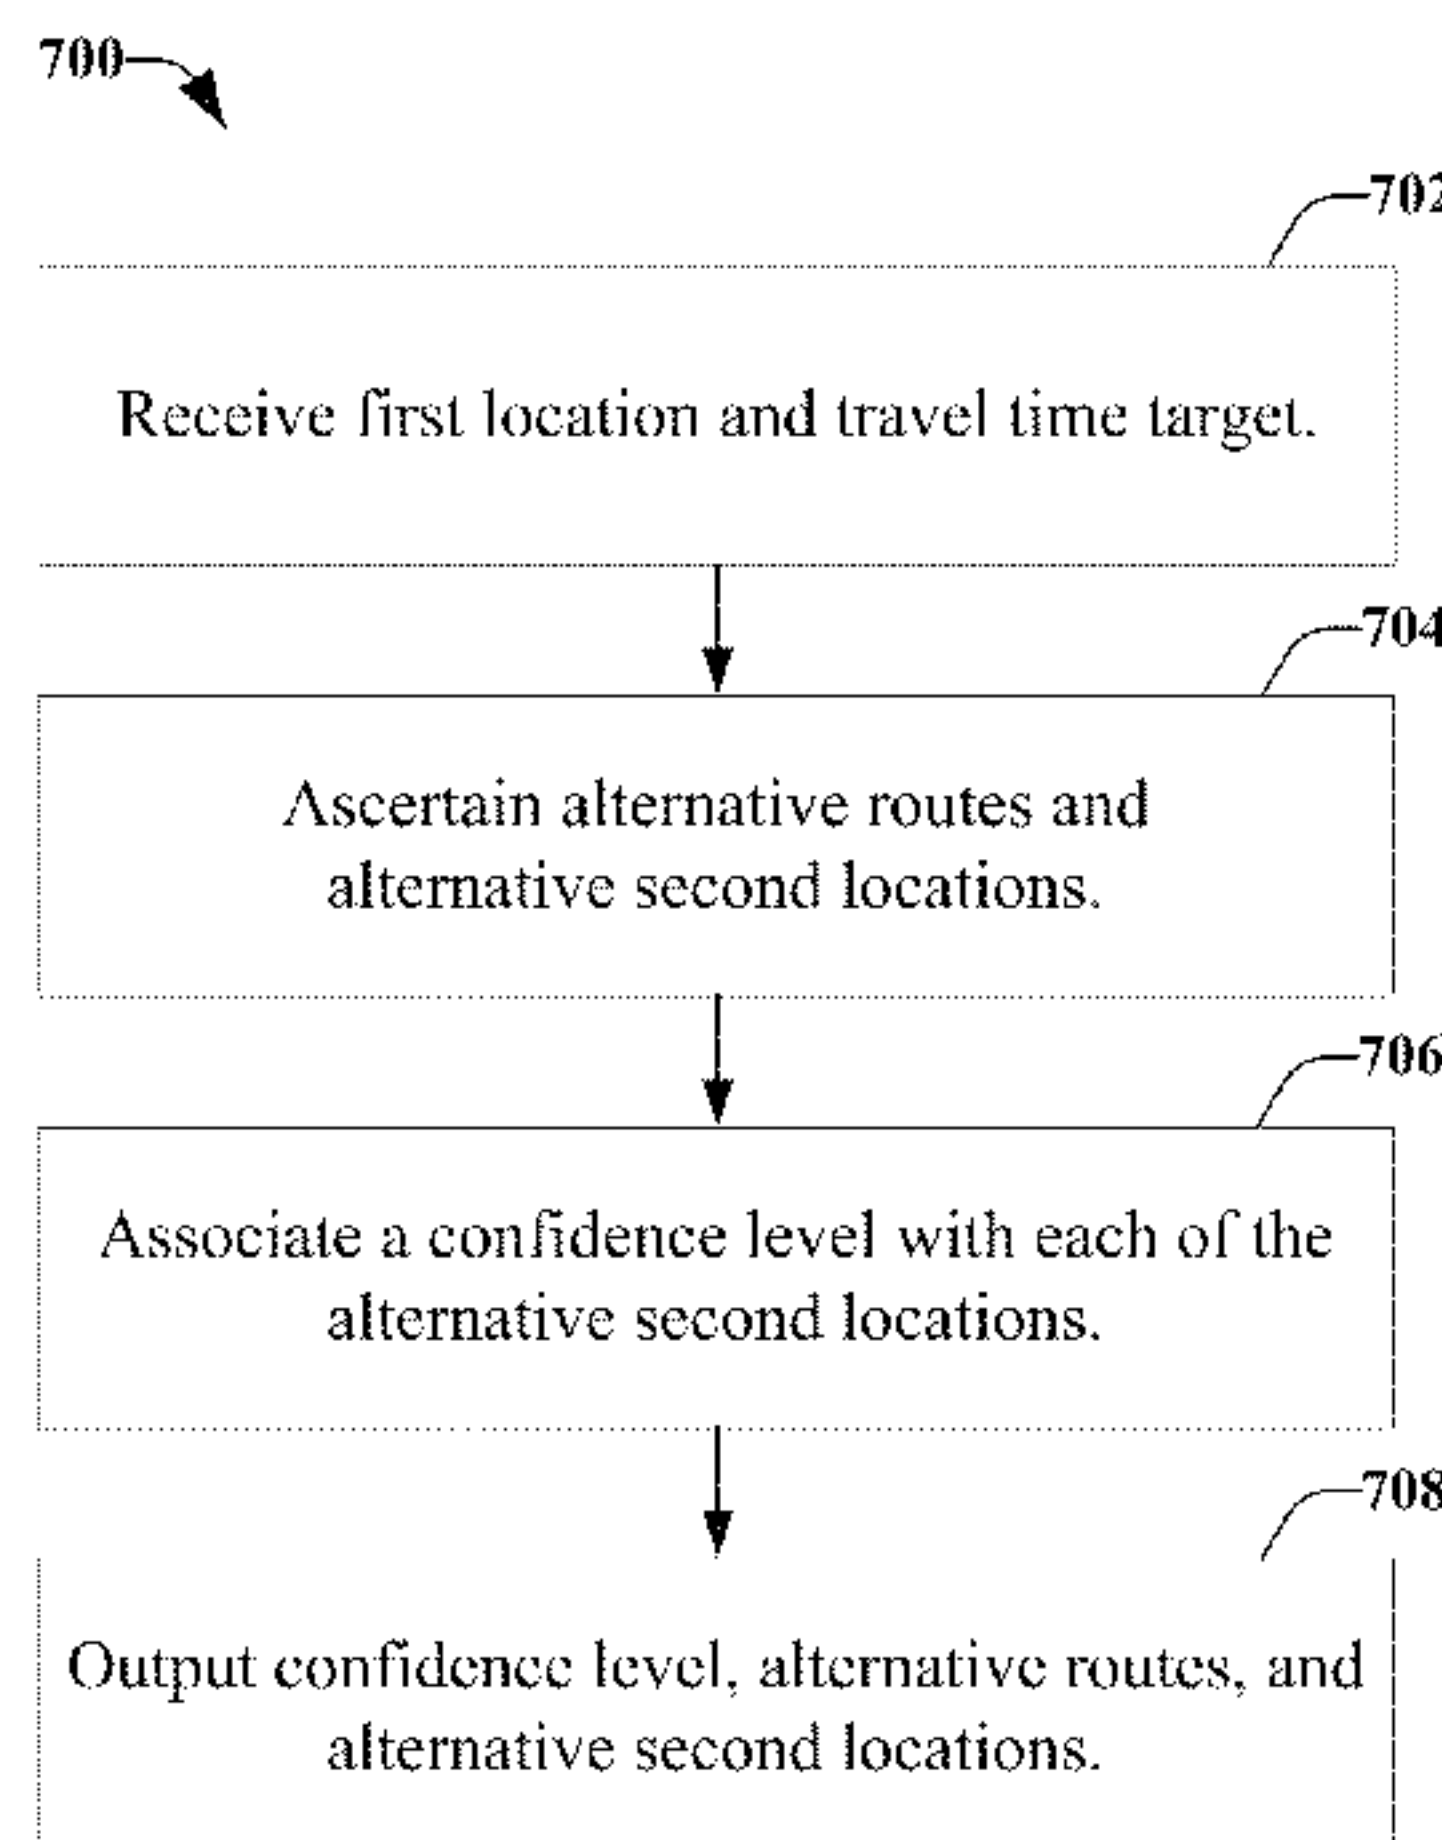 700
702
Receive first location and travel time target.
704
Ascertain alternative routes and
alternative second locations.
706
Associate a confidence level with each of the
alternative second locations.
708
Output confidence level, alternative routes, and
alternative second locations.